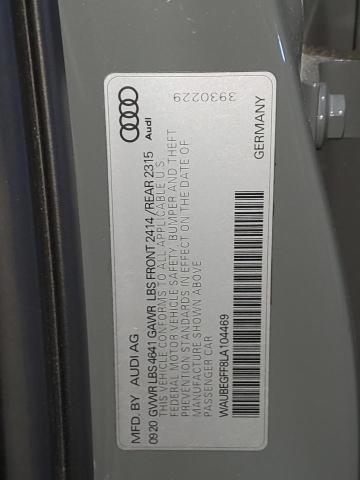 3930229
Audi
GERMANY
MFD. BY AUDI AG
0920 GVWR LBS 4641 GAWR LBS FRONT 2414 / REAR 2315
THIS VEHICLE CONFORMS TO ALL APPLICABLE U.S.
FEDERAL MOTOR VEHICLE SAFETY, BUMPER AND THEFT
PREVENTION STANDARDS IN EFFECT ON THE DATE OF
MANUFACTURE SHOWN ABOVE
PASSENGER CAR
WAUBEGFF8LA104469